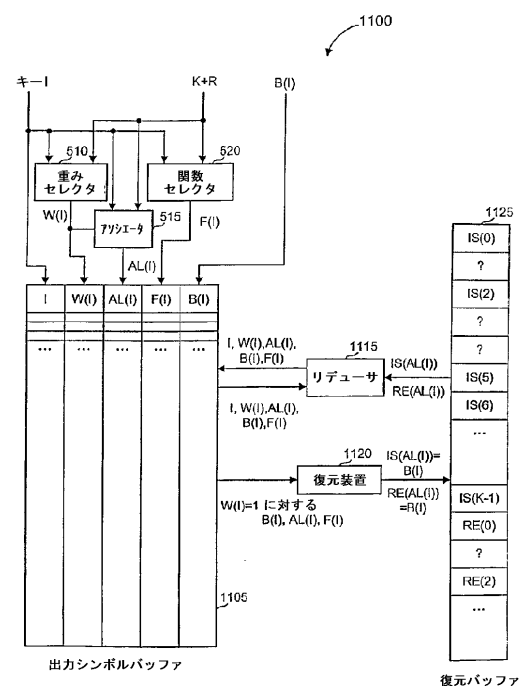 1100
キーI
K+R
B(I)
510
重み
セレクタ
520
関数
セレクタ
W(I)
アソシエータ
515
F(I)
AL(I)
I
W(I)
AL(I)
F(I)
B(I)
...
...
...
...
...
I, W(I),AL(I),
B(I),F(I)
1115
リデューサ
IS(AL(I))
RE(AL(I))
I, W(I),AL(I),
B(I),F(I)
1120
復元装置
IS(AL(I))=
B(I)
RE(AL(I))
=B(I)
W(I)=1 に対する
B(I), AL(I), F(I)
1105
出力シンボルバッファ
1125
IS(0)
?
IS(2)
?
?
IS(5)
IS(6)
...
IS(K-1)
RE(0)
?
RE(2)
...
復元バッファ